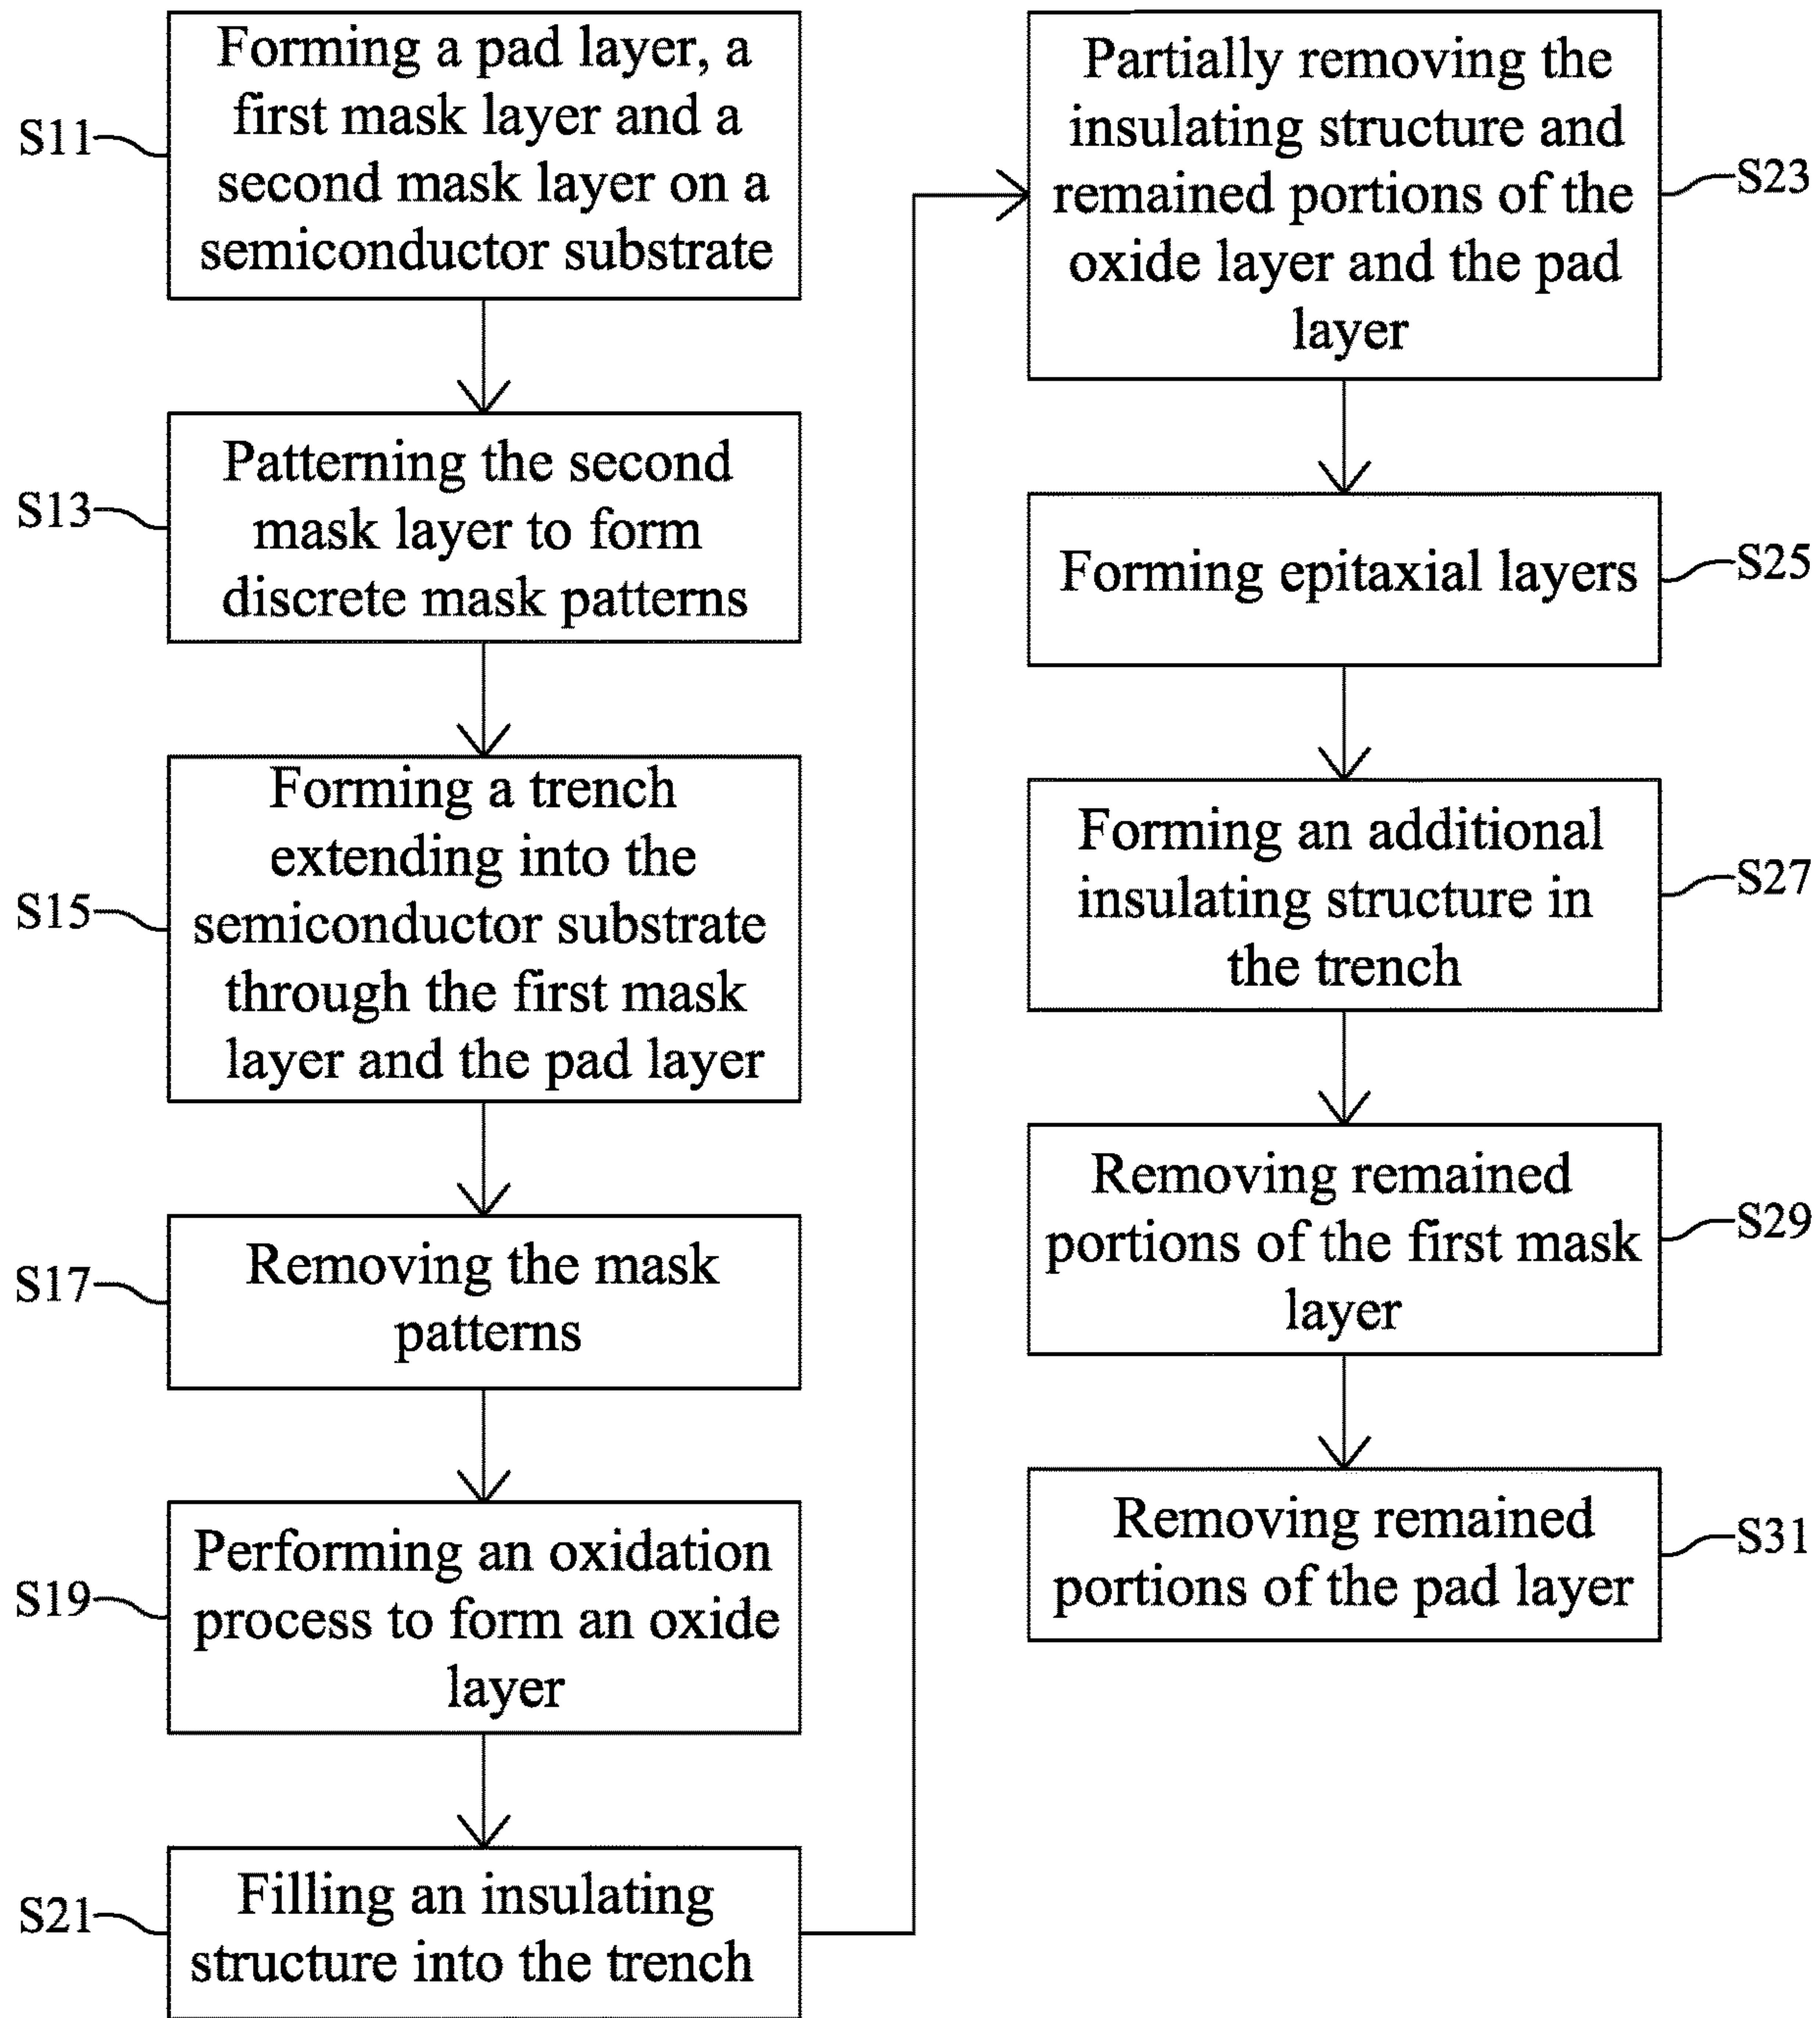 S11
Forming a pad layer, a
first mask layer and a
second mask layer on a
semiconductor substrate
S13
Patterning the second
mask layer to form
discrete mask patterns
S15
Forming a trench
extending into the
semiconductor substrate
through the first mask
layer and the pad layer
S17
Removing the mask
patterns
S19
Performing an oxidation
process to form an oxide
layer
S21
Filling an insulating
structure into the trench
Partially removing the
insulating structure and
remained portions of the
oxide layer and the pad
layer
S23
Forming epitaxial layers
S25
Forming an additional
insulating structure in
the trench
S27
Removing remained
portions of the first mask
layer
S29
Removing remained
portions of the pad layer
S31